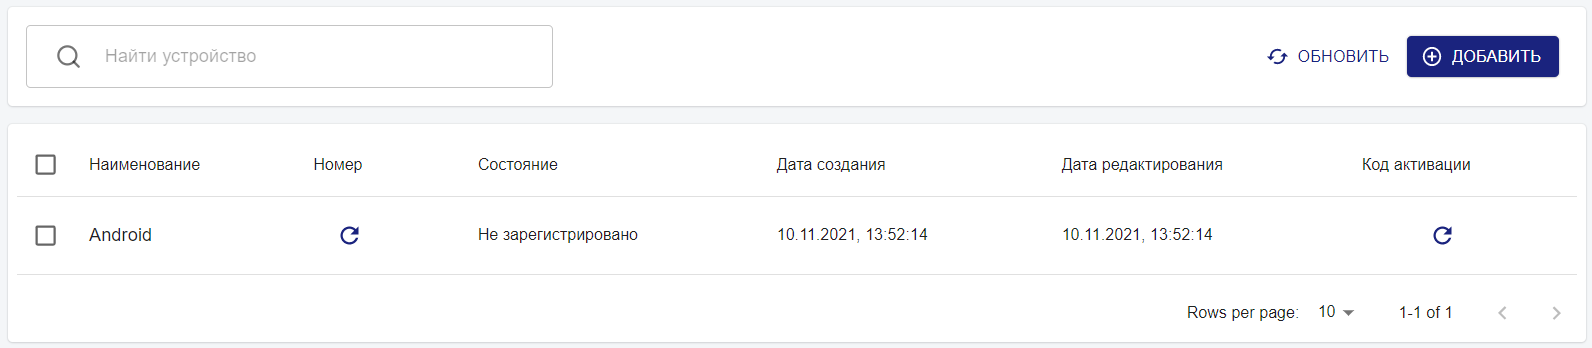 Найти устройство
ОБНОВИТЬ
ДОБАВИТЬ
Наименование Номер Состояние Дата создания Дата редактирования Код активации
Android Не зарегистрировано 10.11.2021, 13:52:14 10.11.2021, 13:52:14
Rows per page: 10 1-1 of 1